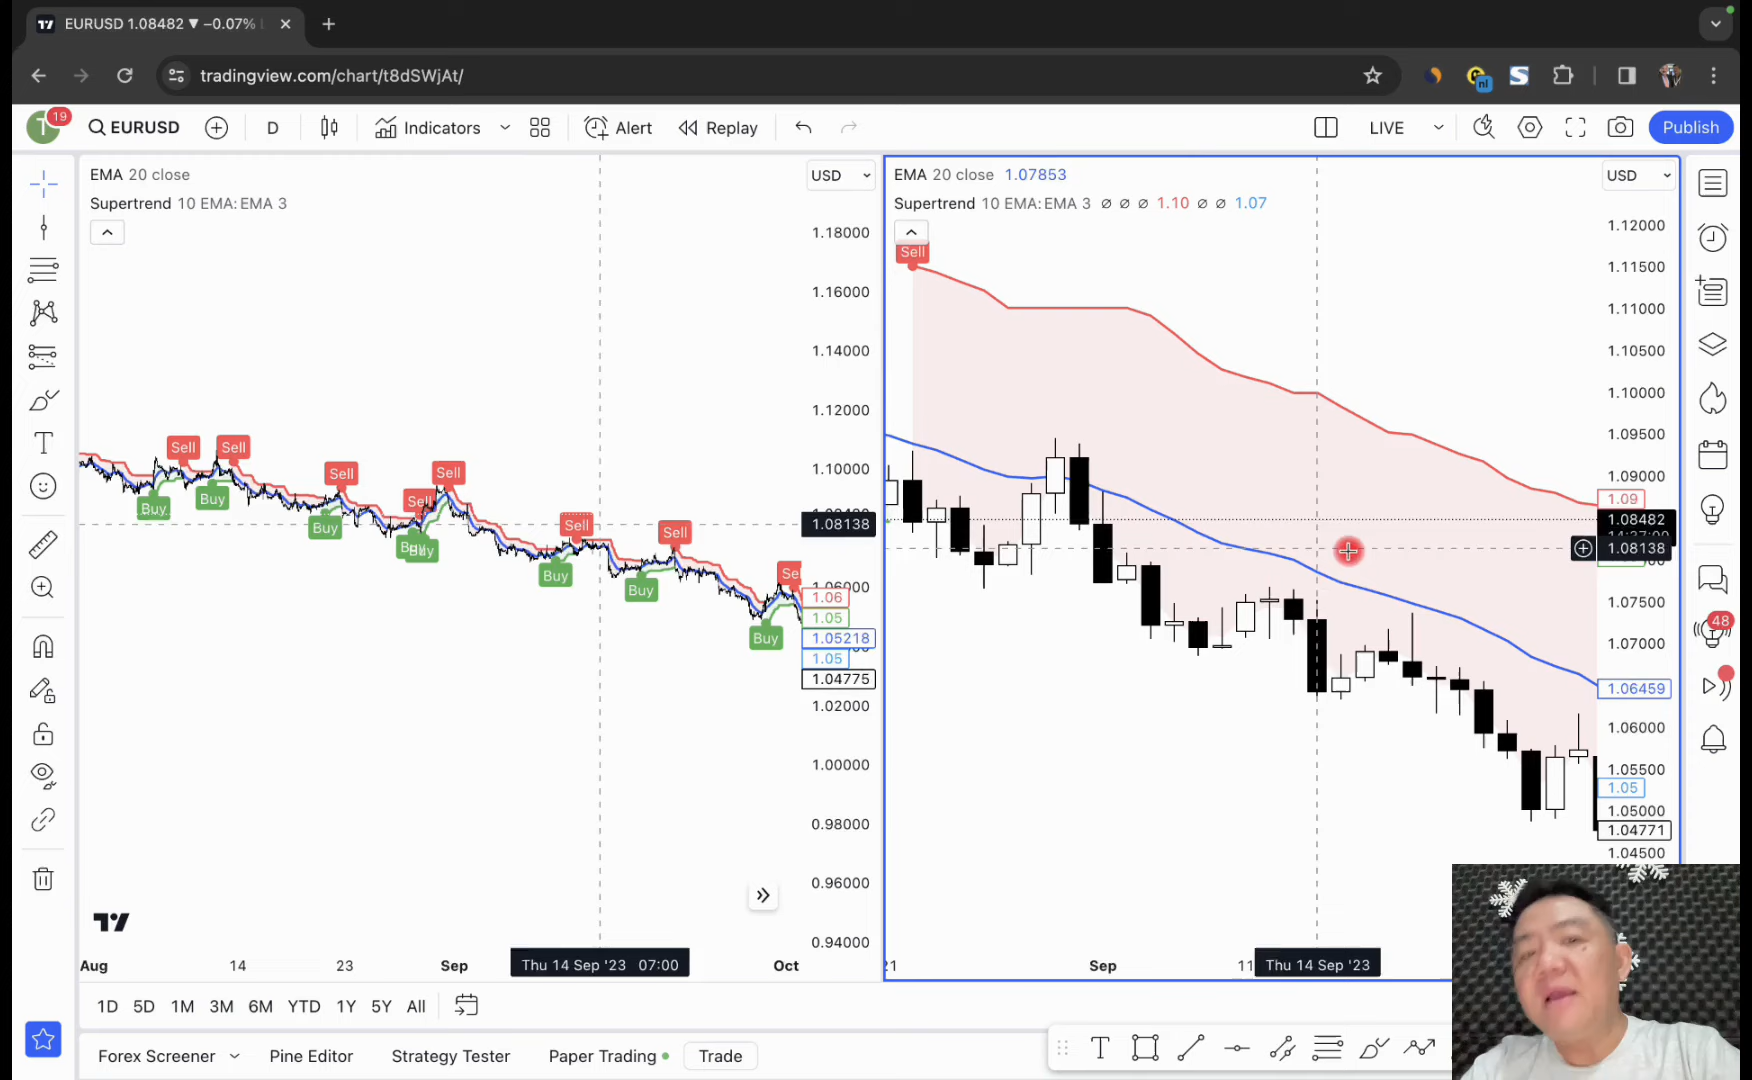 EURUSD 1.08482 ▼ −0.07%
tradingview.com/chart/t8dSWjAt/
nl
T 19 EURUSD D Indicators Alert Replay LIVE Publish
EMA 20 close USD
Supertrend 10 EMA: EMA 3
EMA 20 close 1.07853 USD
Supertrend 10 EMA: EMA 3 ∅ ∅ ∅ 1.10 ∅ ∅ 1.07
Sell
Sell
Sell
Sell
Sell
Sell
Sell
Sell
Buy
Buy
Buy
Buy
Buy
Buy
Buy
1.18000
1.16000
1.14000
1.12000
1.10000
1.08138
1.06
1.05
1.05218
1.05
1.04775
1.02000
1.00000
0.98000
0.96000
0.94000
Aug 14 23 Sep Thu 14 Sep '23 07:00 Oct
1.12000
1.11500
1.11000
1.10500
1.10000
1.09500
1.09000
1.09
1.08482
1.08138
1.07500
1.07000
1.06459
1.06000
1.05500
1.05
1.05000
1.04771
1.04500
21 Sep 11 Thu 14 Sep '23
48
1D 5D 1M 3M 6M YTD 1Y 5Y All
Forex Screener Pine Editor Strategy Tester Paper Trading Trade